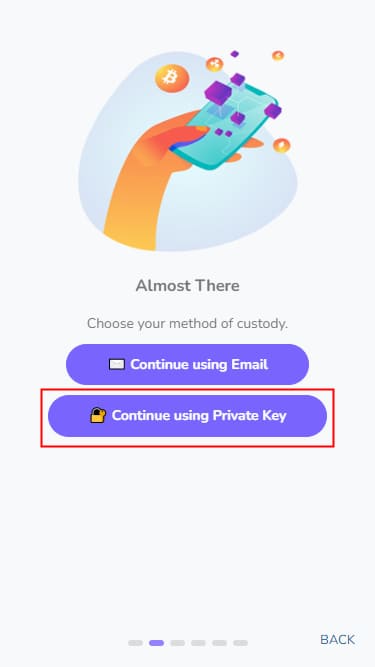 Almost There
Choose your method of custody.
Continue using Email
Continue using Private Key
BACK